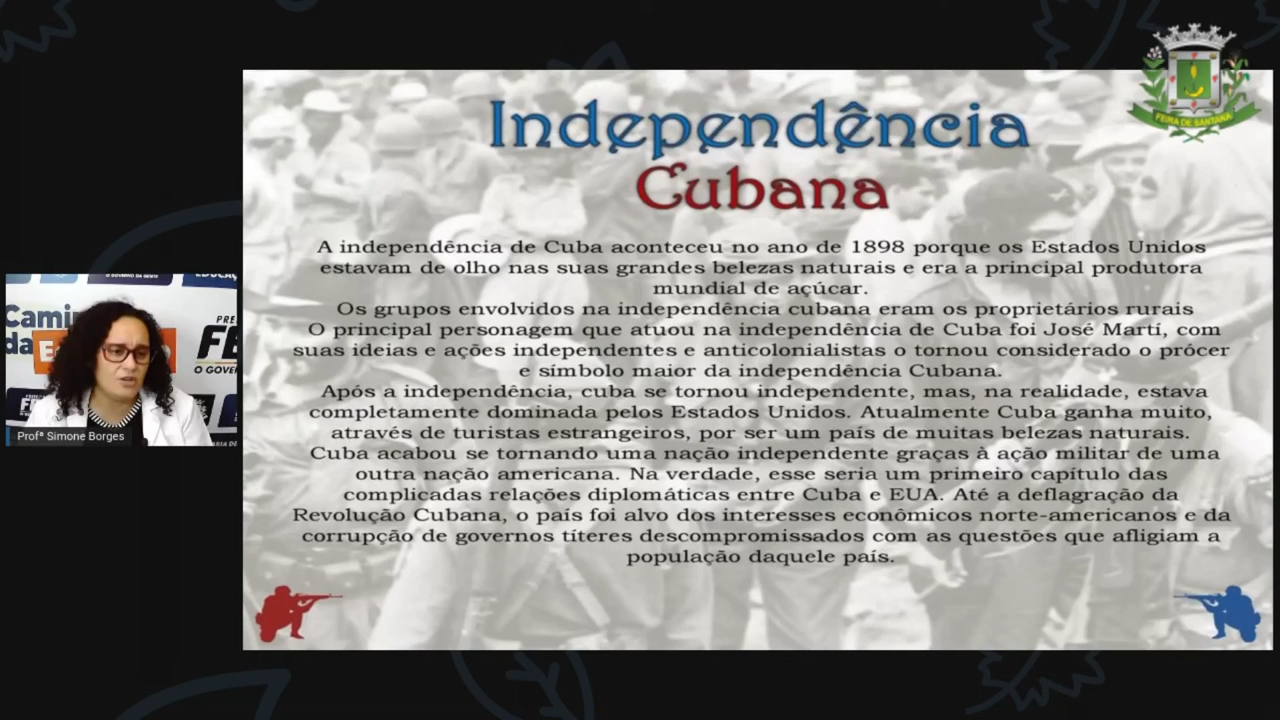 FEIRA DE SANTANA
Independência
Cubana
A independência de Cuba aconteceu no ano de 1898 porque os Estados Unidos
estavam de olho nas suas grandes belezas naturais e era a principal produtora
mundial de açúcar.
Os grupos envolvidos na independência cubana eram os proprietários rurais
O principal personagem que atuou na independência de Cuba foi José Martí, com
suas ideias e ações independentes e anticolonialistas o tornou considerado o prócer
e símbolo maior da independência Cubana.
Após a independência, cuba se tornou independente, mas, na realidade, estava
completamente dominada pelos Estados Unidos. Atualmente Cuba ganha muito,
através de turistas estrangeiros, por ser um país de muitas belezas naturais.
Cuba acabou se tornando uma nação independente graças à ação militar de uma
outra nação americana. Na verdade, esse seria um primeiro capítulo das
complicadas relações diplomáticas entre Cuba e EUA. Até a deflagração da
Revolução Cubana, o país foi alvo dos interesses econômicos norte-americanos e da
corrupção de governos títeres descompromissados com as questões que afligiam a
população daquele país.
Cami
da
PRE
FE
O GOVER
Profª Simone Borges